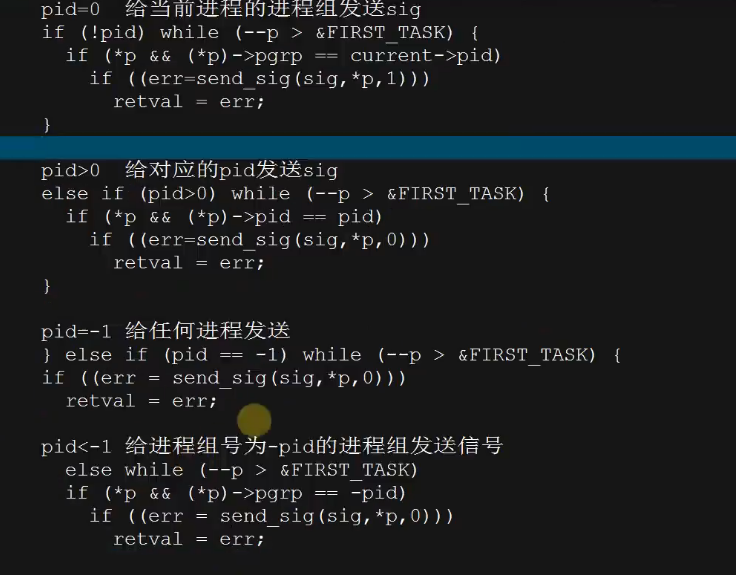 pid=0 给当前进程的进程组发送sig
if (!pid) while (--p > &FIRST_TASK) {
if (*p && (*p)->pgrp == current->pid)
if ((err=send_sig(sig,*p,1)))
retval = err;
}
pid>0 给对应的pid发送sig
else if (pid>0) while (--p > &FIRST_TASK) {
if (*p && (*p)->pid == pid)
if ((err=send_sig(sig,*p,0)))
retval = err;
}
pid=-1 给任何进程发送
} else if (pid == -1) while (--p > &FIRST_TASK) {
if ((err = send_sig(sig,*p,0)))
retval = err;
pid<-1 给进程组号为-pid的进程组发送信号
else while (--p > &FIRST_TASK)
if (*p && (*p)->pgrp == -pid)
if ((err = send_sig(sig,*p,0)))
retval = err;